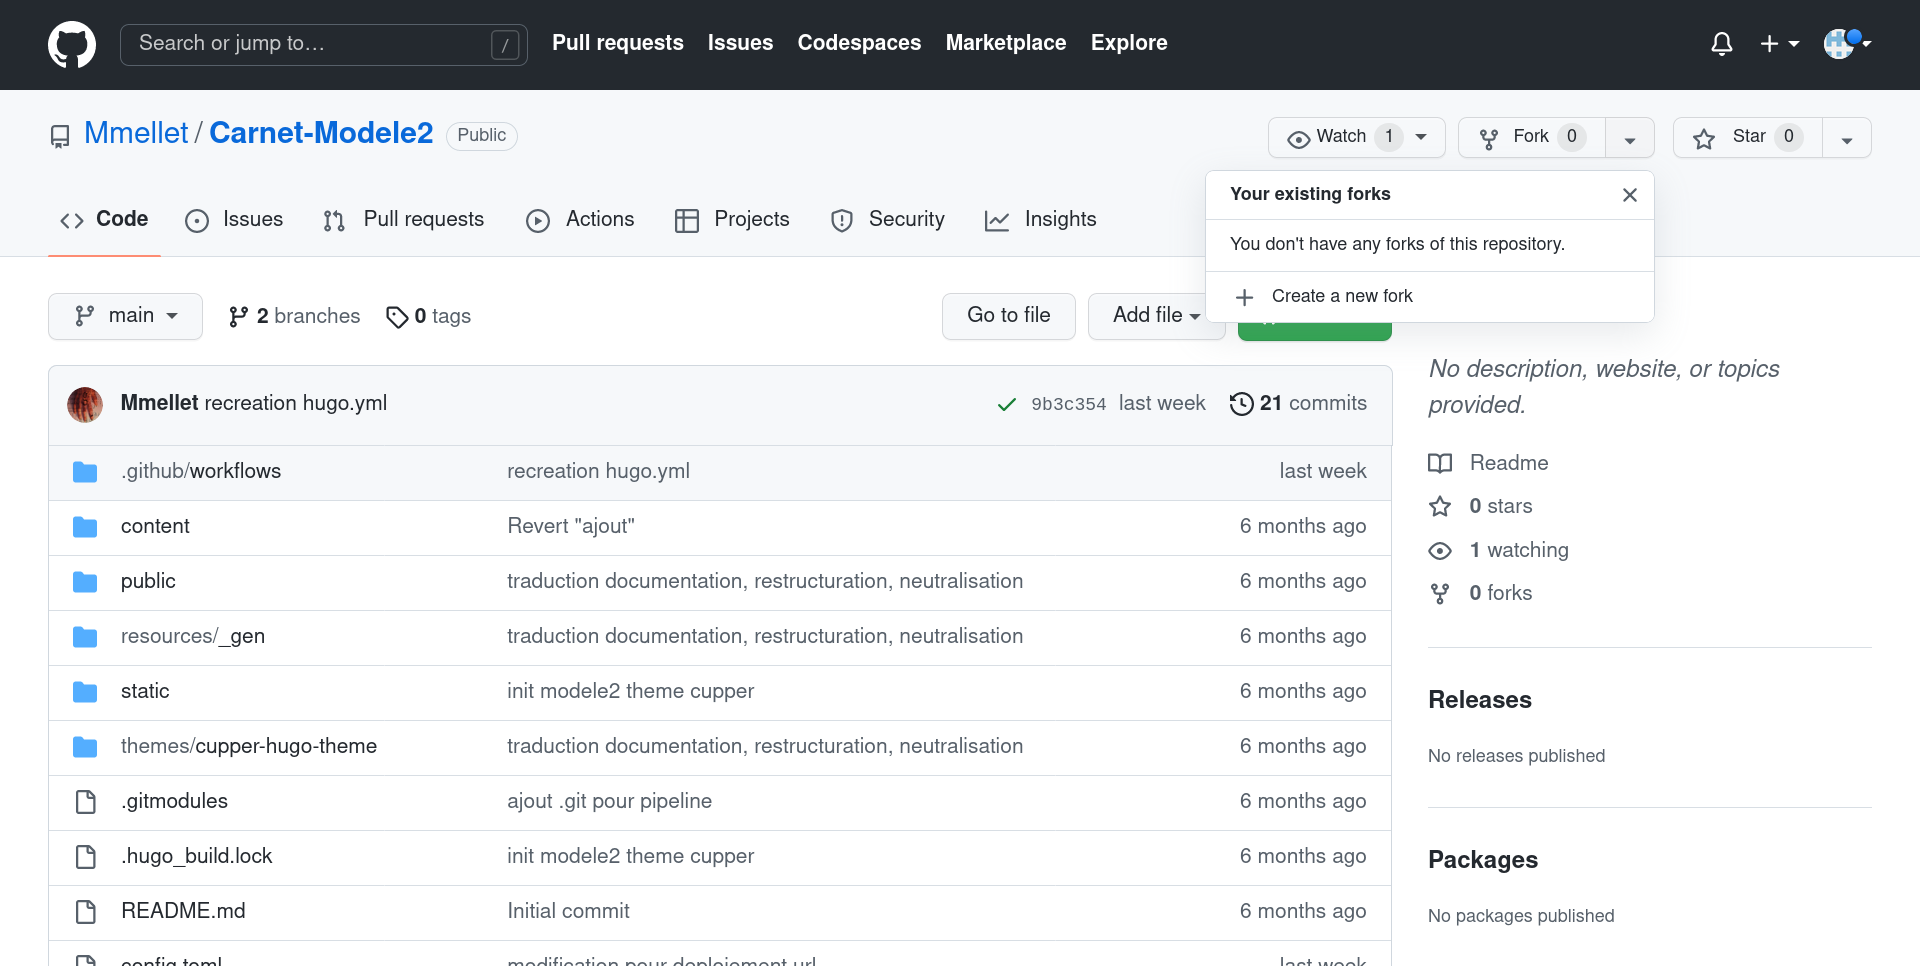 Search or jump to… /
Pull requests Issues Codespaces Marketplace Explore
Mmellet / Carnet-Modele2 Public
Watch 1
Fork 0
Star 0
Code Issues Pull requests Actions Projects Security Insights
Your existing forks
You don't have any forks of this repository.
Create a new fork
main 2 branches 0 tags
Go to file Add file
Mmellet recreation hugo.yml 9b3c354 last week 21 commits
.github/workflows recreation hugo.yml last week
content Revert "ajout" 6 months ago
public traduction documentation, restructuration, neutralisation 6 months ago
resources/_gen traduction documentation, restructuration, neutralisation 6 months ago
static init modele2 theme cupper 6 months ago
themes/cupper-hugo-theme traduction documentation, restructuration, neutralisation 6 months ago
.gitmodules ajout .git pour pipeline 6 months ago
.hugo_build.lock init modele2 theme cupper 6 months ago
README.md Initial commit 6 months ago
config.toml modification pour deploiement url last week
No description, website, or topics
provided.
Readme
0 stars
1 watching
0 forks
Releases
No releases published
Packages
No packages published